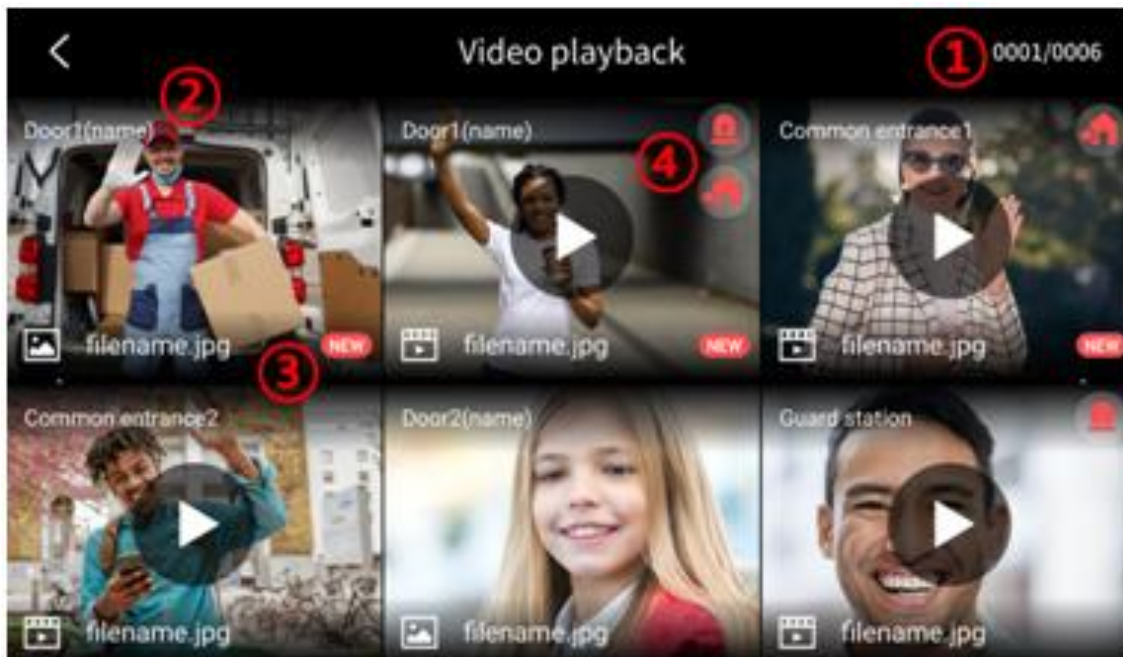 Video playback
① 0001/0006
②
Door1(name)
Door1(name)
④
Common entrance1
filename.jpg
NEW
filename.jpg
NEW
filename.jpg
NEW
③
Common entrance2
Door2(name)
Guard station
filename.jpg
filename.jpg
filename.jpg